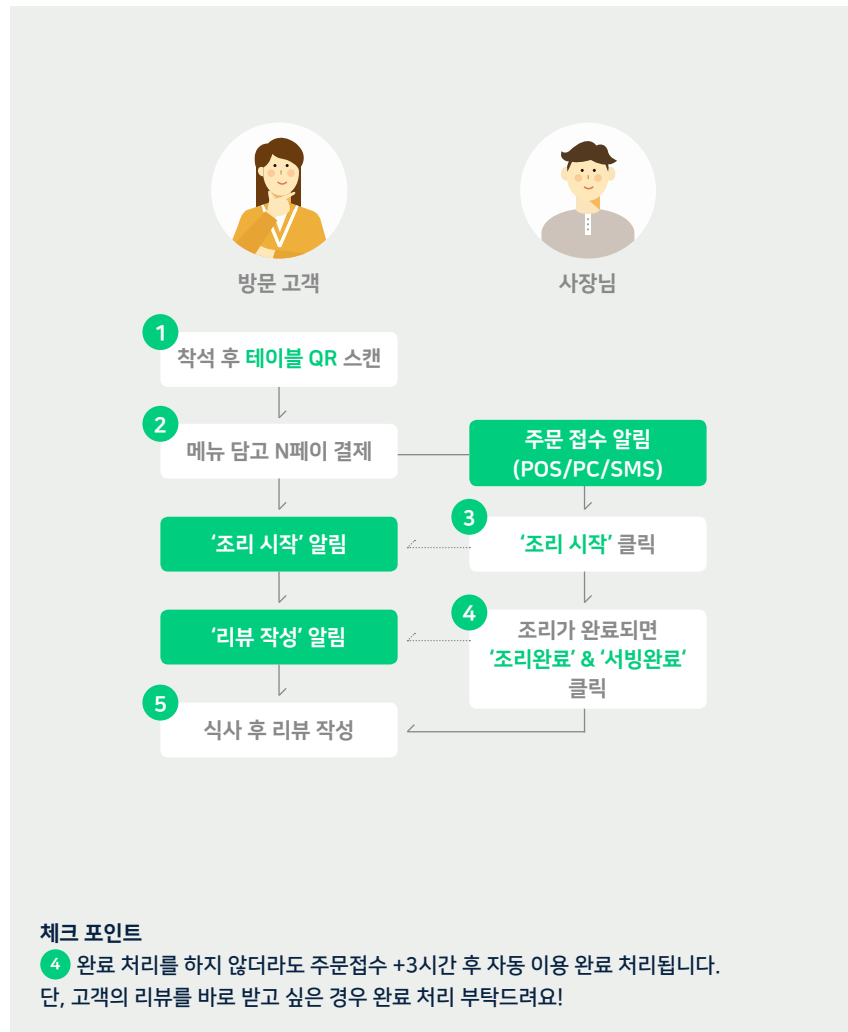 방문 고객
사장님
1
착석 후 테이블 QR 스캔
2
메뉴 담고 N페이 결제
주문 접수 알림
(POS/PC/SMS)
3
‘조리 시작’ 알림
‘조리 시작’ 클릭
4
‘리뷰 작성’ 알림
조리가 완료되면
‘조리완료’ & ‘서빙완료‘
클릭
5
식사 후 리뷰 작성
체크 포인트
4 완료 처리를 하지 않더라도 주문접수 +3시간 후 자동 이용 완료 처리됩니다.
단, 고객의 리뷰를 바로 받고 싶은 경우 완료 처리 부탁드려요!